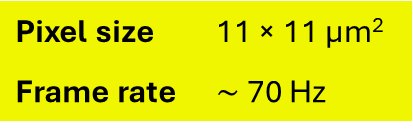 Pixel size 11 × 11 µm²
Frame rate ~ 70 Hz